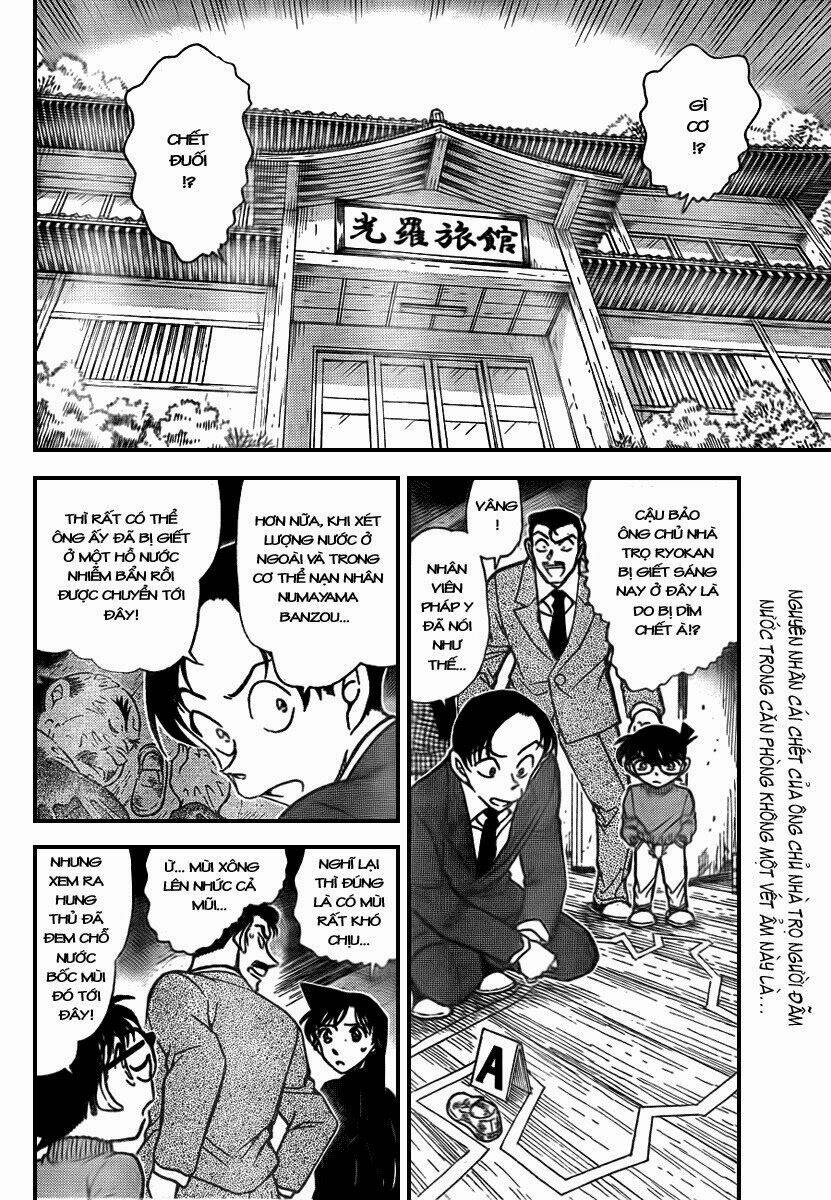 GÌ
CƠ !?
CHẾT
ĐUỐI
!?
光羅旅館
NGUYÊN NHÂN CÁI CHẾT CỦA ÔNG CHỦ NHÀ TRỌ NGƯỜI ĐẪM
NƯỚC TRONG CĂN PHÒNG KHÔNG MỘT VẾT ẨM NÀY LÀ...
CẬU BẢO
ÔNG CHỦ NHÀ
TRỌ RYOKAN
BỊ GIẾT SÁNG
NAY Ở ĐÂY LÀ
DO BỊ DÌM
CHẾT À!?
VÂNG
!
NHÂN
VIÊN
PHÁP Y
ĐÃ NÓI
NHƯ
THẾ...
A
HƠN NỮA, KHI XÉT
LƯỢNG NƯỚC Ở
NGOÀI VÀ TRONG
CƠ THỂ NẠN NHÂN
NUMAYAMA
BANZOU...
THÌ RẤT CÓ THỂ
ÔNG ẤY ĐÃ BỊ GIẾT
Ở MỘT HỒ NƯỚC
NHIỄM BẨN RỒI
ĐƯỢC CHUYỂN TỚI
ĐÂY!
NGHĨ LẠI
THÌ ĐÚNG
LÀ CÓ MÙI
RẤT KHÓ
CHỊU...
Ừ... MÙI XÔNG
LÊN NHỨC CẢ
MŨI...
NHƯNG
XEM RA
HUNG
THỦ ĐÃ
ĐEM CHỖ
NƯỚC
BỐC MÙI
ĐÓ TỚI
ĐÂY!